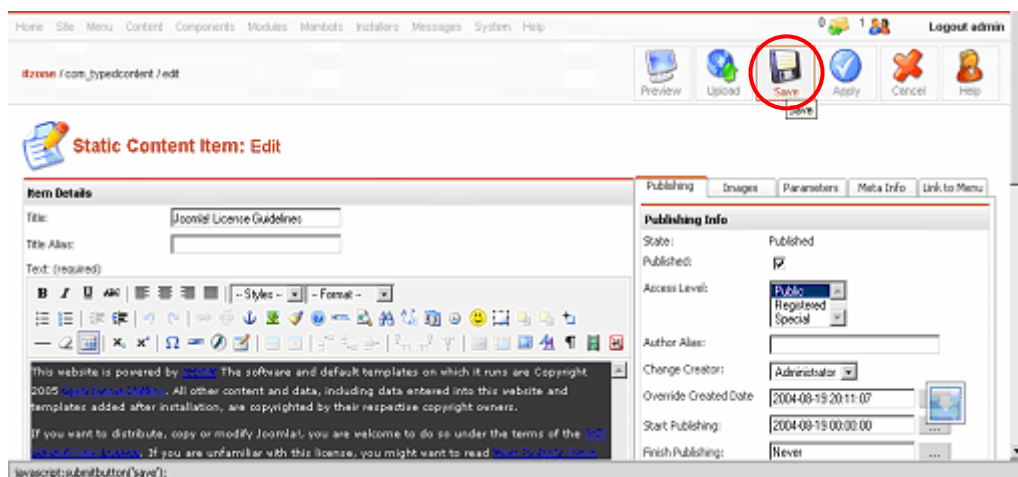 Home Site Menu Content Components Modules Mambots Installers Messages System Help
0 1 Logout admin
itzone / com_typedcontent / edit
Preview Upload Save Apply Cancel Help
Save
Static Content Item: Edit
Item Details
Title: Joomla! License Guidelines
Title Alias:
Text: (required)
B I U ABC -- Styles -- -- Format --
This website is powered by The software and default templates on which it runs are Copyright
2005 All other content and data, including data entered into this website and
templates added after installation, are copyrighted by their respective copyright owners.
If you want to distribute, copy or modify Joomla!, you are welcome to do so under the terms of the
If you are unfamiliar with this license, you might want to read
Publishing Images Parameters Meta Info Link to Menu
Publishing Info
State: Published
Published:
Access Level: Public
Registered
Special
Author Alias:
Change Creator: Administrator
Override Created Date 2004-08-19 20:11:07
Start Publishing: 2004-08-19 00:00:00 ...
Finish Publishing: Never ...
javascript:submitbutton('save');